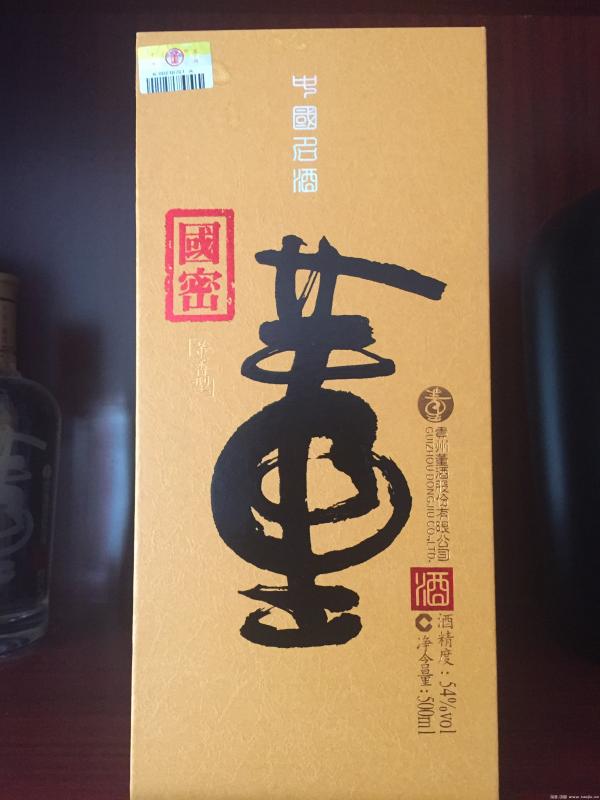 中國名酒
國密
「董香型」
董
貴州董酒股份有限公司
GUIZHOU DONGJIU CO.,LTD.
酒
酒精度：54%vol
净含量：500ml